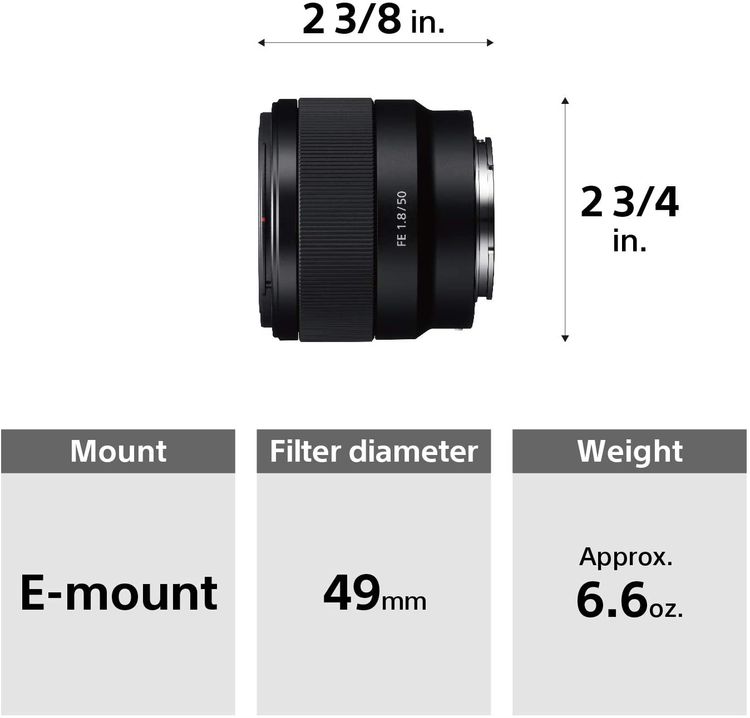 2 3/8 in.
FE 1.8/50
2 3/4
in.
Mount
Filter diameter
Weight
E-mount
49mm
Approx.
6.6oz.